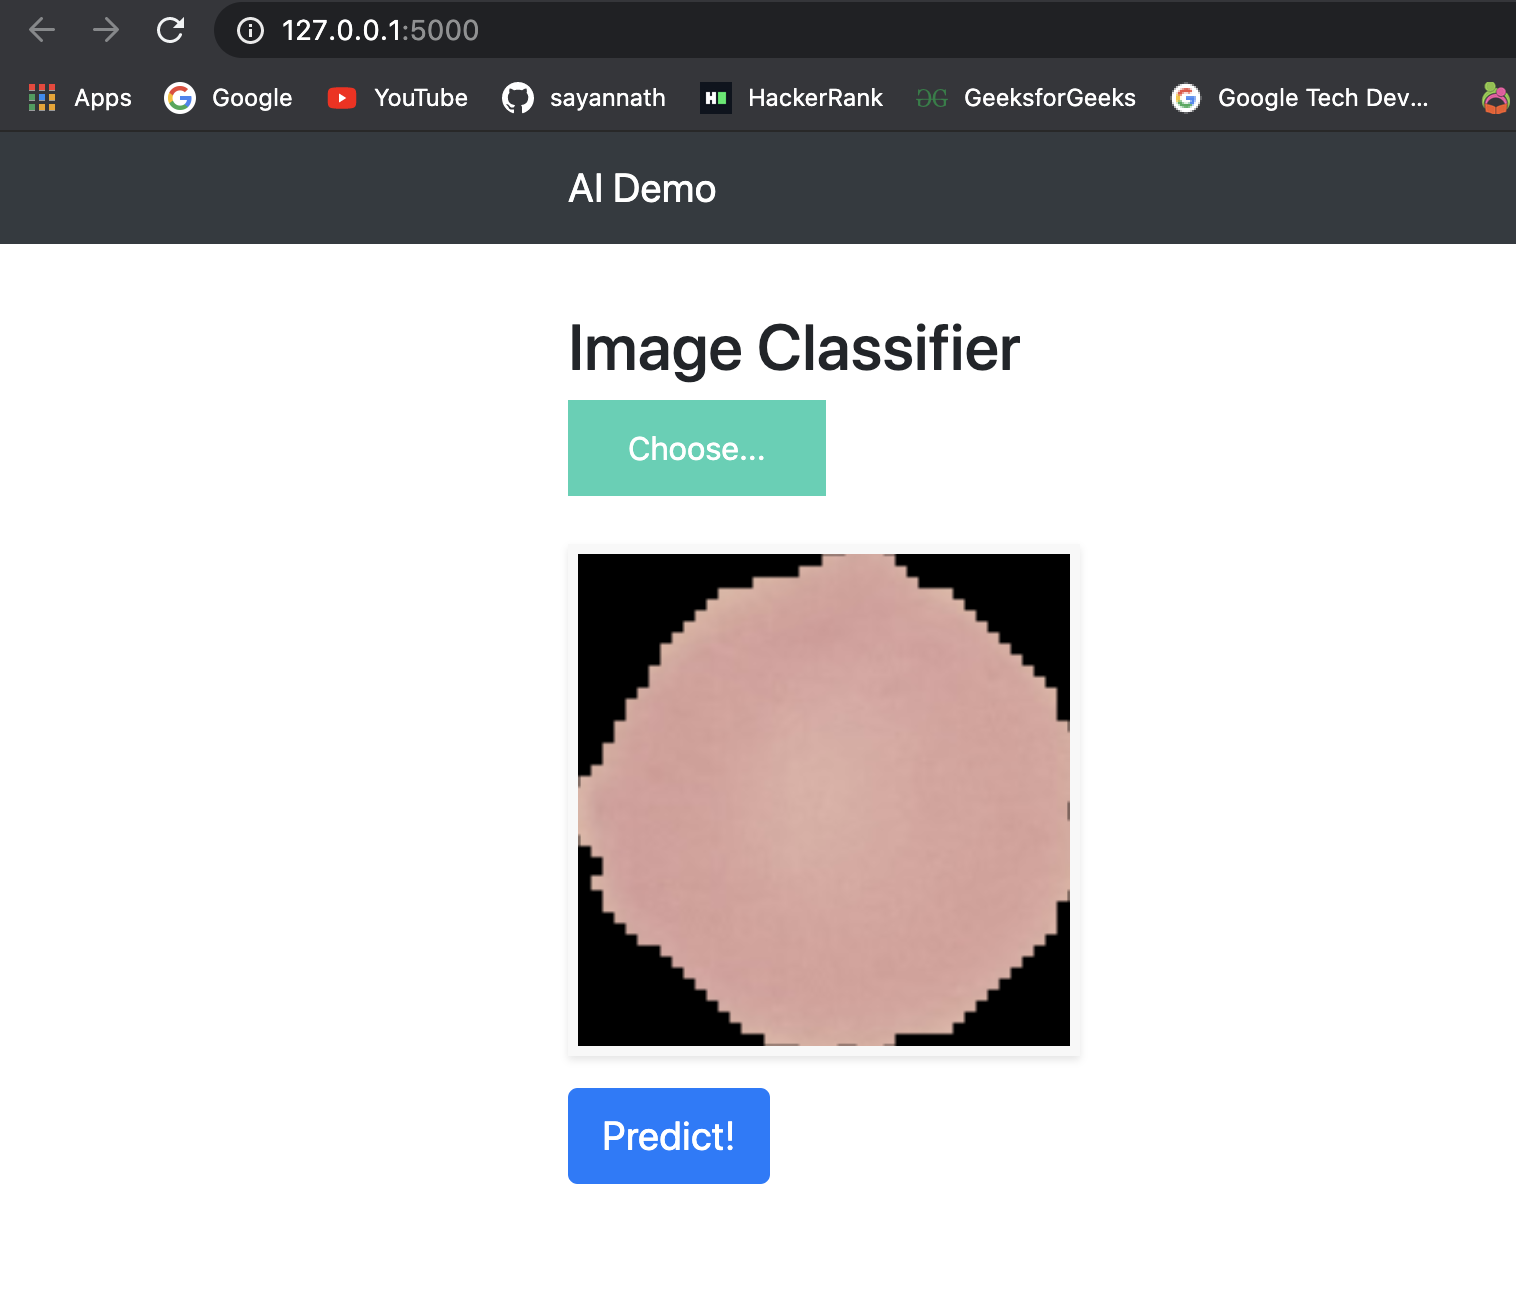 127.0.0.1:5000
Apps Google YouTube sayannath HackerRank GeeksforGeeks Google Tech Dev...
AI Demo
Image Classifier
Choose...
Predict!